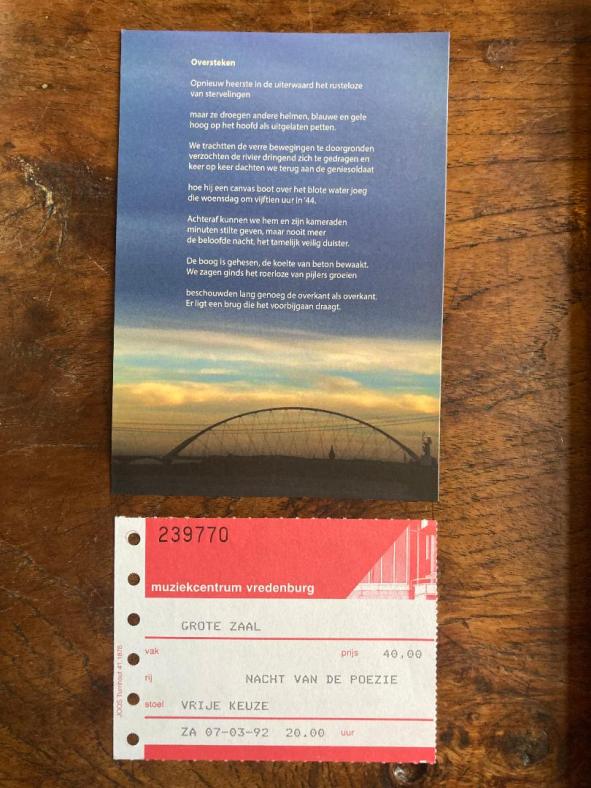 Oversteken
Opnieuw heerste in de uiterwaard het rusteloze
van stervelingen
maar ze droegen andere helmen, blauwe en gele
hoog op het hoofd als uitgelaten petten.
We trachtten de verre bewegingen te doorgronden
verzochten de rivier dringend zich te gedragen en
keer op keer dachten we terug aan de geniesoldaat
hoe hij een canvas boot over het blote water joeg
die woensdag om vijftien uur in '44.
Achteraf kunnen we hem en zijn kameraden
minuten stilte geven, maar nooit meer
de beloofde nacht, het tamelijk veilig duister.
De boog is gehesen, de koelte van beton bewaakt.
We zagen ginds het roerloze van pijlers groeien
beschouwden lang genoeg de overkant als overkant.
Er ligt een brug die het voorbijgaan draagt.
239770
muziekcentrum vredenburg
GROTE ZAAL
vak prijs 40,00
rij NACHT VAN DE POEZIE
stoel VRIJE KEUZE
ZA 07-03-92 20.00 uur
JOOS Turnhout 41.1876